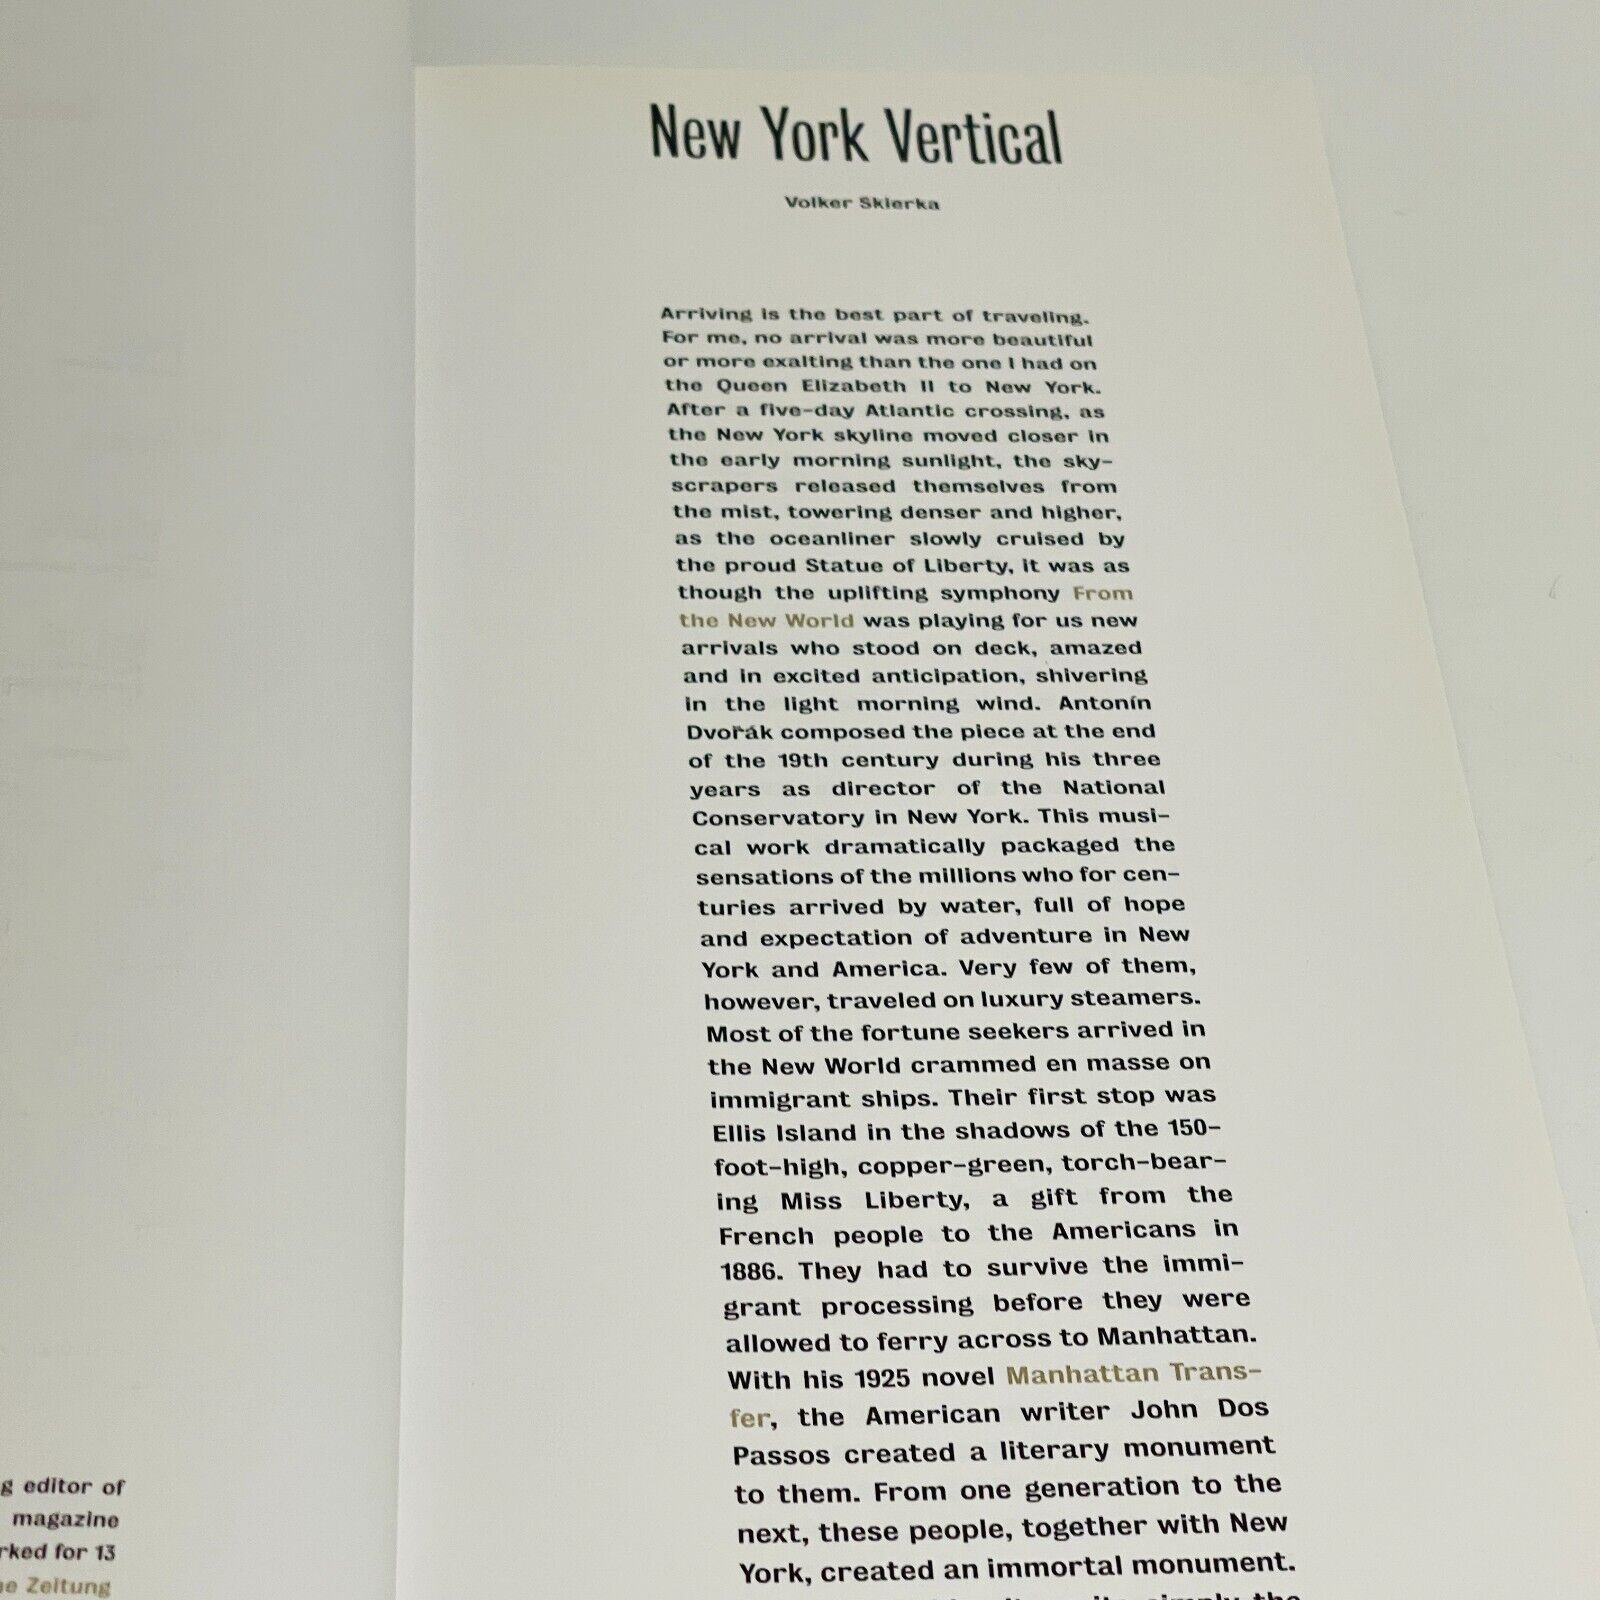 New York Vertical
Volker Skierka
Arriving is the best part of traveling.
For me, no arrival was more beautiful
or more exalting than the one I had on
the Queen Elizabeth II to New York.
After a five-day Atlantic crossing, as
the New York skyline moved closer in
the early morning sunlight, the sky-
scrapers released themselves from
the mist, towering denser and higher,
as the oceanliner slowly cruised by
the proud Statue of Liberty, it was as
though the uplifting symphony From
the New World was playing for us new
arrivals who stood on deck, amazed
and in excited anticipation, shivering
in the light morning wind. Antonín
Dvořák composed the piece at the end
of the 19th century during his three
years as director of the National
Conservatory in New York. This musi-
cal work dramatically packaged the
sensations of the millions who for cen-
turies arrived by water, full of hope
and expectation of adventure in New
York and America. Very few of them,
however, traveled on luxury steamers.
Most of the fortune seekers arrived in
the New World crammed en masse on
immigrant ships. Their first stop was
Ellis Island in the shadows of the 150-
foot-high, copper-green, torch-bear-
ing Miss Liberty, a gift from the
French people to the Americans in
1886. They had to survive the immi-
grant processing before they were
allowed to ferry across to Manhattan.
With his 1925 novel Manhattan Trans-
fer, the American writer John Dos
Passos created a literary monument
to them. From one generation to the
next, these people, together with New
York, created an immortal monument.
simply the
g editor of
magazine
rked for 13
Zeitung